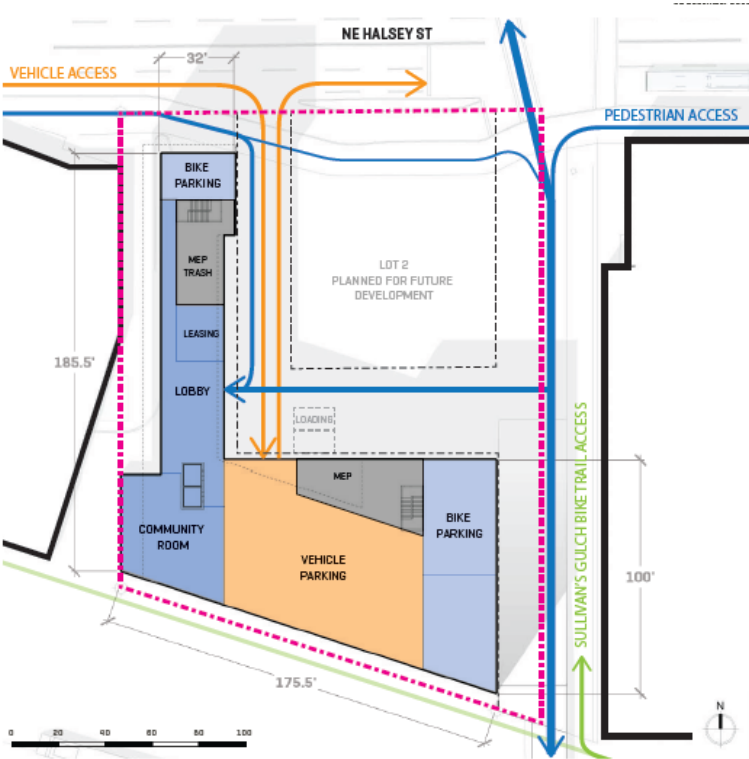 NE HALSEY ST
32'
VEHICLE ACCESS
PEDESTRIAN ACCESS
BIKE
PARKING
MEP
TRASH
LOT 2
PLANNED FOR FUTURE
DEVELOPMENT
LEASING
185.5'
LOBBY
LOADING
MEP
BIKE
PARKING
COMMUNITY
ROOM
VEHICLE
PARKING
SULLIVAN'S GULCH BIKE TRAIL ACCESS
100'
175.5'
N
0 20 40 60 80 100